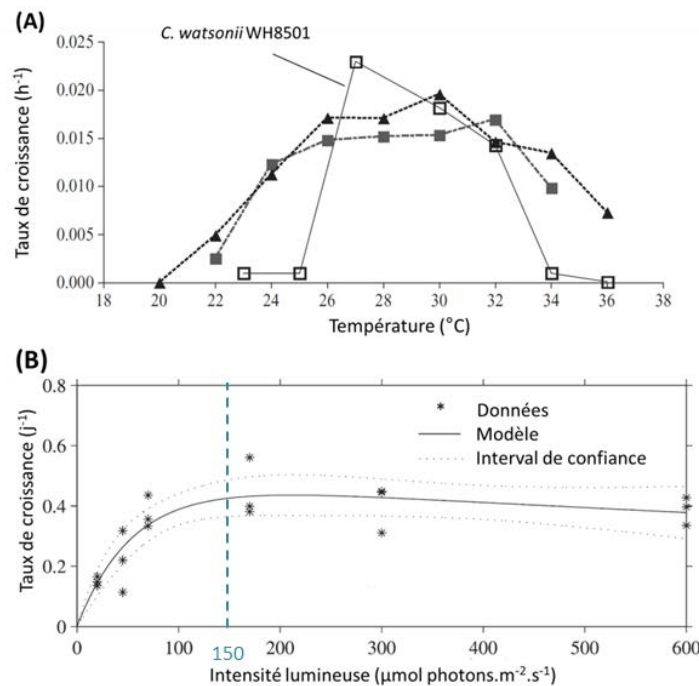 (A)
C. watsonii WH8501
Taux de croissance (h⁻¹)
0.025
0.020
0.015
0.010
0.005
0.000
18 20 22 24 26 28 30 32 34 36 38
Température (°C)
(B)
Taux de croissance (j⁻¹)
0.8
0.6
0.4
0.2
0
Données
Modèle
Interval de confiance
0 100 150 200 300 400 500 600
Intensité lumineuse (μmol photons.m⁻².s⁻¹)